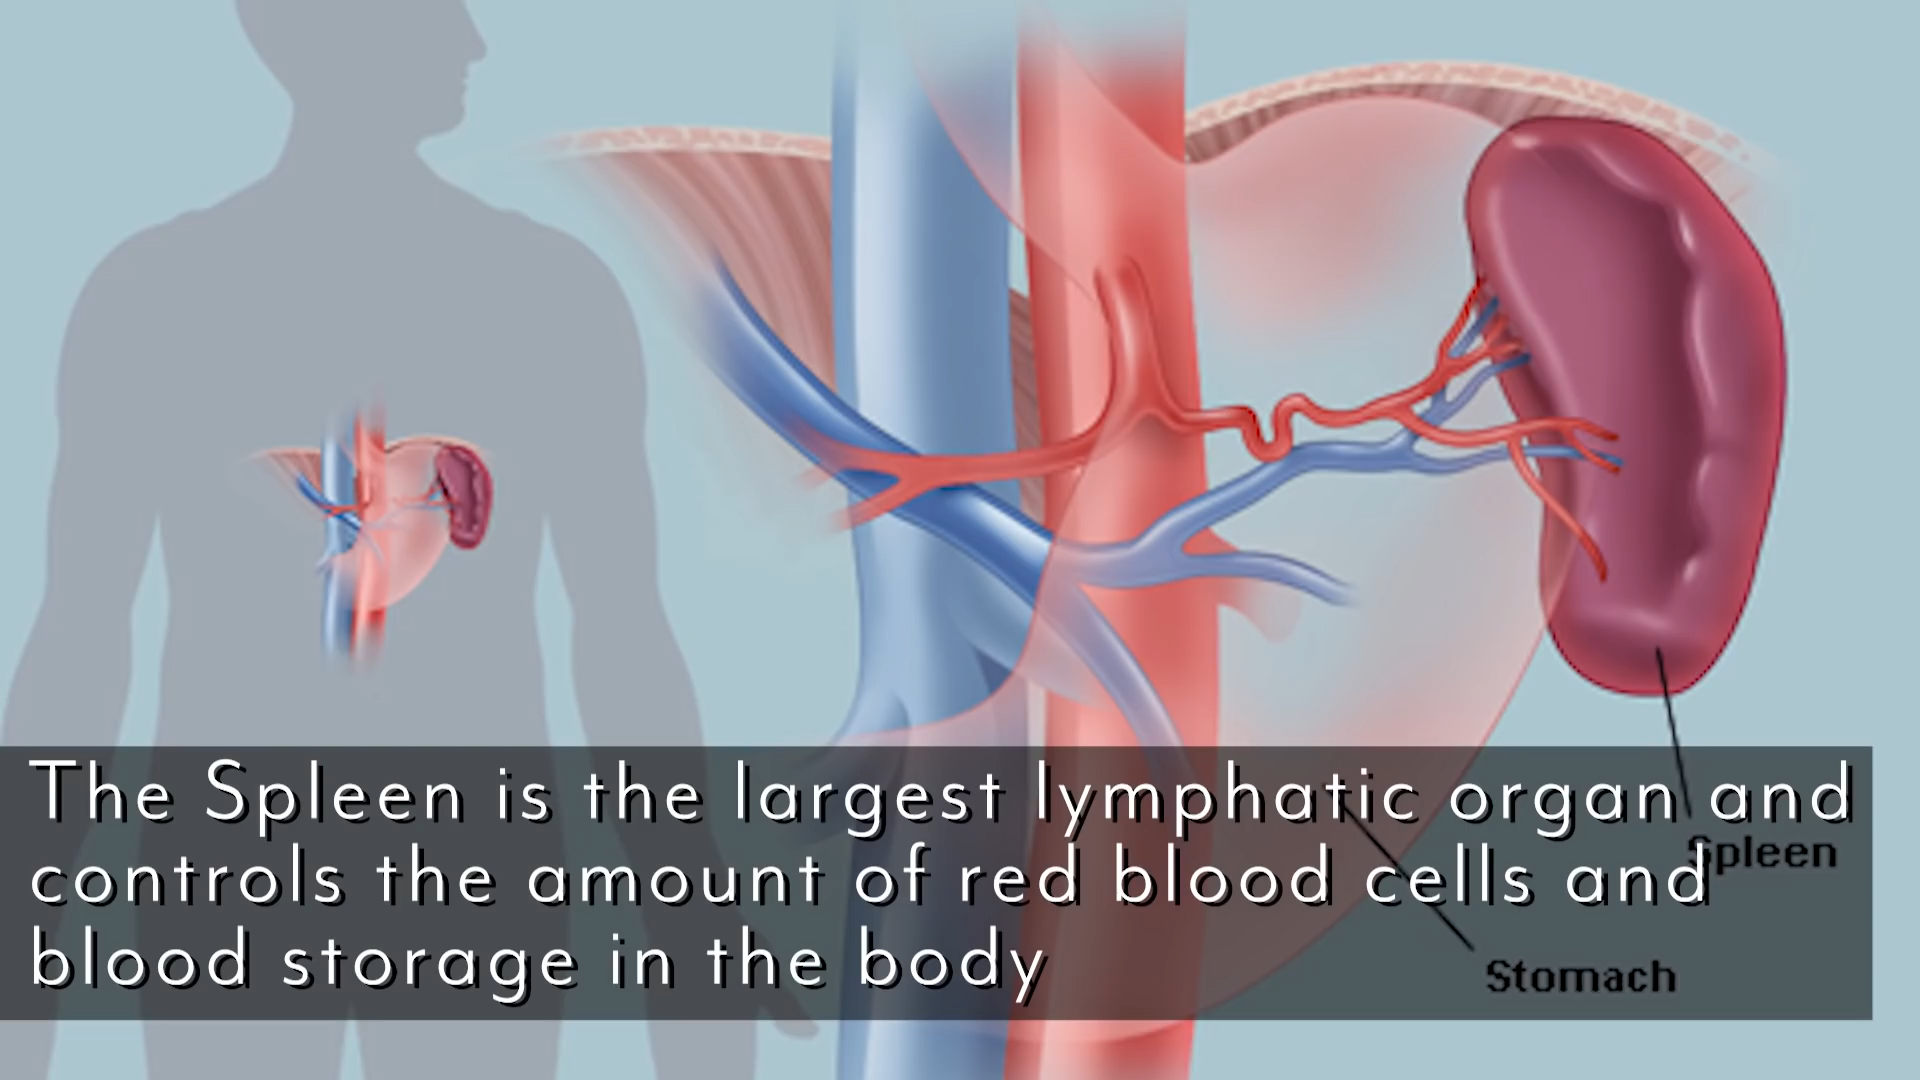 The Spleen is the largest lymphatic organ and
controls the amount of red blood cells and
blood storage in the body
Spleen
Stomach